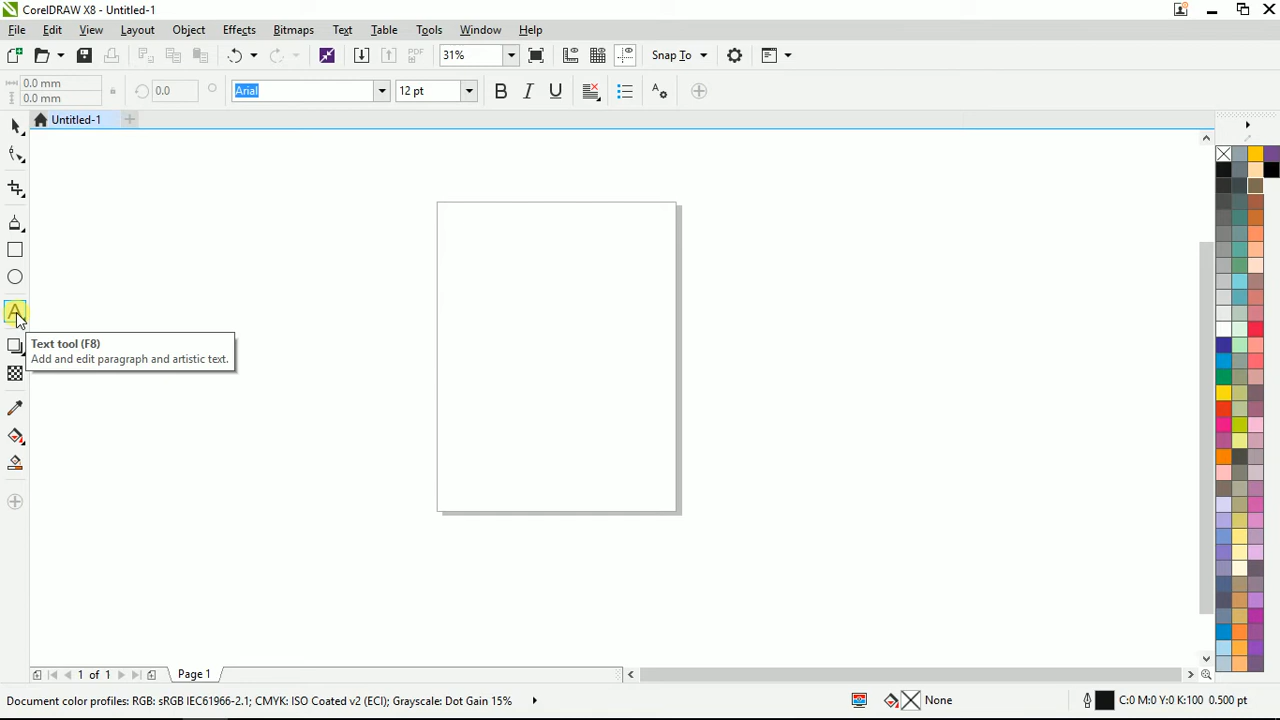 CorelDRAW X8 - Untitled-1
File Edit View Layout Object Effects Bitmaps Text Table Tools Window Help
PDF 31% Snap To
0.0 mm
0.0 mm
0.0 Arial 12 pt B I U
Untitled-1
Text tool (F8)
Add and edit paragraph and artistic text.
1 of 1 Page 1
Document color profiles: RGB: sRGB IEC61966-2.1; CMYK: ISO Coated v2 (ECI); Grayscale: Dot Gain 15% None C:0 M:0 Y:0 K:100 0.500 pt